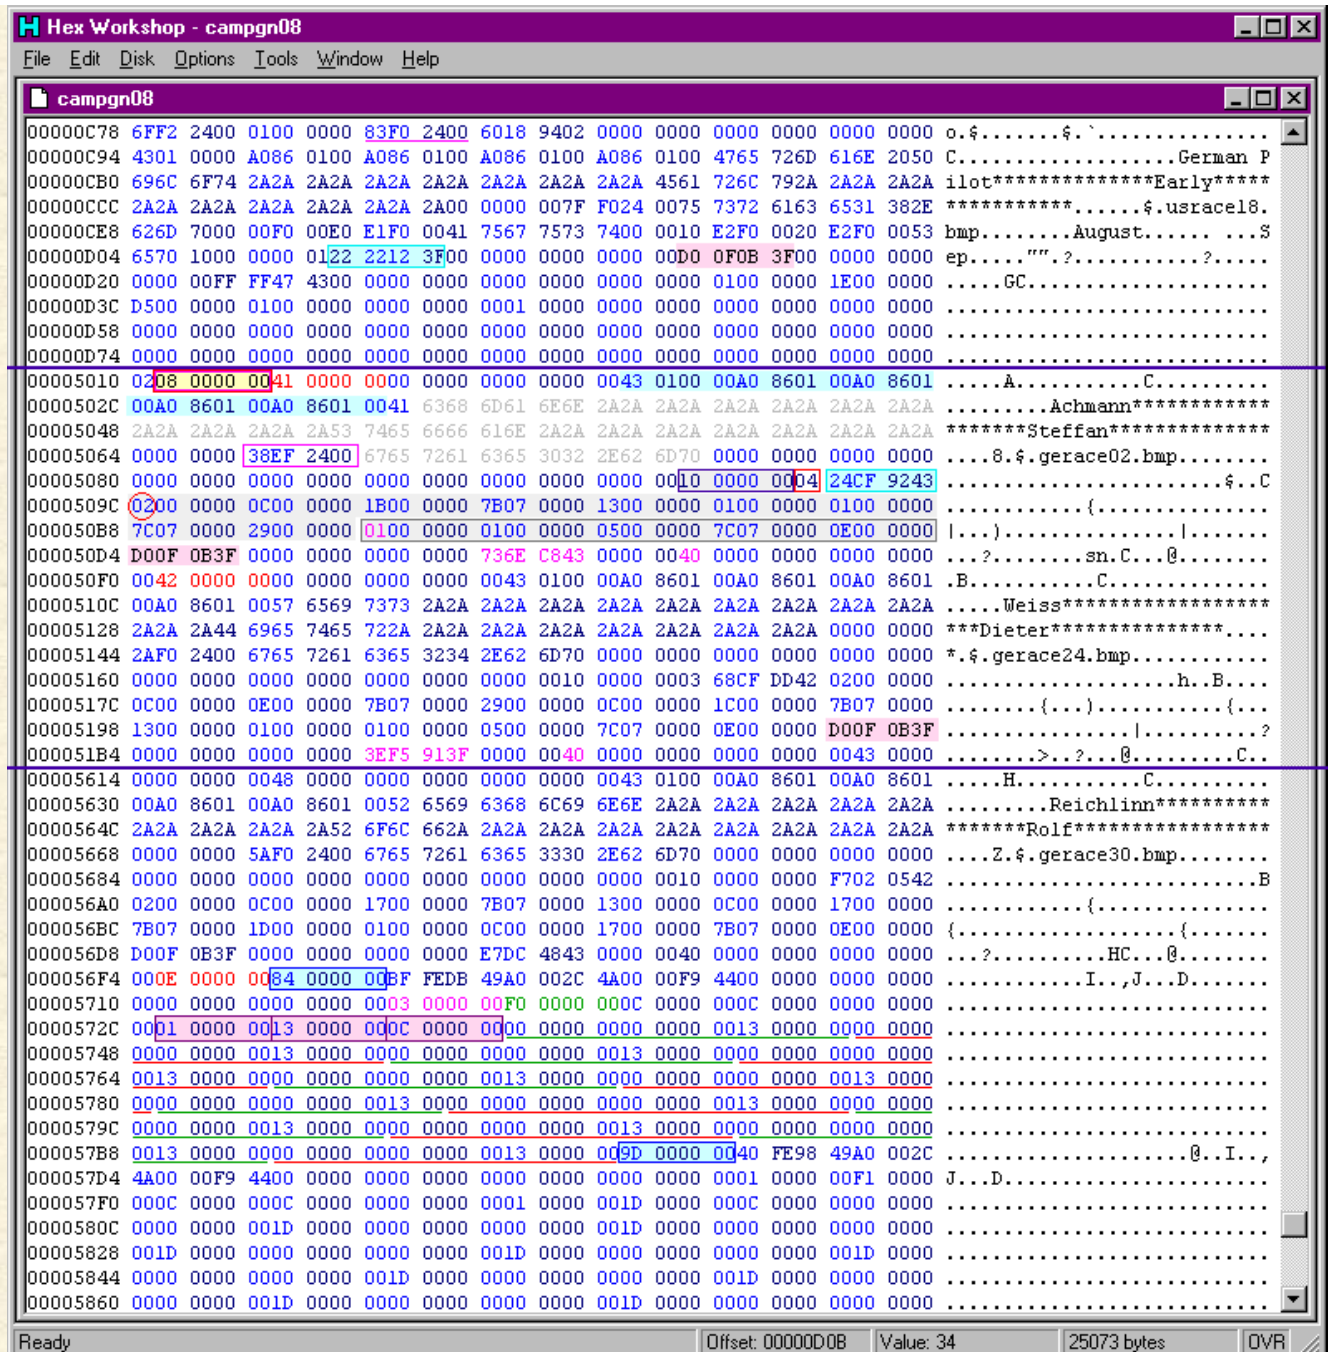 Hex Workshop - campgn08
File Edit Disk Options Tools Window Help
campgn08
00000C78 6FF2 2400 0100 0000 83F0 2400 6018 9402 0000 0000 0000 0000 0000 0000 o.$.......$.`...............
00000C94 4301 0000 A086 0100 A086 0100 A086 0100 A086 0100 4765 726D 616E 2050 C...................German P
00000CB0 696C 6F74 2A2A 2A2A 2A2A 2A2A 2A2A 2A2A 2A2A 4561 726C 792A 2A2A 2A2A ilot**************Early*****
00000CCC 2A2A 2A2A 2A2A 2A2A 2A2A 2A00 0000 007F F024 0075 7372 6163 6531 382E ***********......$.usrace18.
00000CE8 626D 7000 00F0 00E0 E1F0 0041 7567 7573 7400 0010 E2F0 0020 E2F0 0053 bmp........August...... ...S
00000D04 6570 1000 0000 0122 2212 3F00 0000 0000 0000 00D0 0F0B 3F00 0000 0000 ep....."".?...........?.....
00000D20 0000 00FF FF47 4300 0000 0000 0000 0000 0000 0000 0100 0000 1E00 0000 .....GC.....................
00000D3C D500 0000 0100 0000 0000 0000 0001 0000 0000 0000 0000 0000 0000 0000 ............................
00000D58 0000 0000 0000 0000 0000 0000 0000 0000 0000 0000 0000 0000 0000 0000 ............................
00000D74 0000 0000 0000 0000 0000 0000 0000 0000 0000 0000 0000 0000 0000 0000 ............................
00005010 0208 0000 0041 0000 0000 0000 0000 0000 0043 0100 00A0 8601 00A0 8601 .....A...........C..........
0000502C 00A0 8601 00A0 8601 0041 6368 6D61 6E6E 2A2A 2A2A 2A2A 2A2A 2A2A 2A2A .........Achmann************
00005048 2A2A 2A2A 2A2A 2A53 7465 6666 616E 2A2A 2A2A 2A2A 2A2A 2A2A 2A2A 2A2A *******Steffan**************
00005064 0000 0000 38EF 2400 6765 7261 6365 3032 2E62 6D70 0000 0000 0000 0000 ....8.$.gerace02.bmp........
00005080 0000 0000 0000 0000 0000 0000 0000 0000 0000 0010 0000 0004 24CF 9243 ........................$..C
0000509C 0200 0000 0C00 0000 1B00 0000 7B07 0000 1300 0000 0100 0000 0100 0000 ............{...............
000050B8 7C07 0000 2900 0000 0100 0000 0100 0000 0500 0000 7C07 0000 0E00 0000 |...)...............|.......
000050D4 D00F 0B3F 0000 0000 0000 0000 736E C843 0000 0040 0000 0000 0000 0000 ...?........sn.C...@........
000050F0 0042 0000 0000 0000 0000 0000 0043 0100 00A0 8601 00A0 8601 00A0 8601 .B...........C..............
0000510C 00A0 8601 0057 6569 7373 2A2A 2A2A 2A2A 2A2A 2A2A 2A2A 2A2A 2A2A 2A2A .....Weiss******************
00005128 2A2A 2A44 6965 7465 722A 2A2A 2A2A 2A2A 2A2A 2A2A 2A2A 2A2A 0000 0000 ***Dieter***************....
00005144 2AF0 2400 6765 7261 6365 3234 2E62 6D70 0000 0000 0000 0000 0000 0000 *.$.gerace24.bmp............
00005160 0000 0000 0000 0000 0000 0000 0000 0010 0000 0003 68CF DD42 0200 0000 ....................h..B....
0000517C 0C00 0000 0E00 0000 7B07 0000 2900 0000 0C00 0000 1C00 0000 7B07 0000 ........{...)...........{...
00005198 1300 0000 0100 0000 0100 0000 0500 0000 7C07 0000 0E00 0000 D00F 0B3F ................|..........?
000051B4 0000 0000 0000 0000 3EF5 913F 0000 0040 0000 0000 0000 0000 0043 0000 ........>..?...@.........C..
00005614 0000 0000 0048 0000 0000 0000 0000 0000 0043 0100 00A0 8601 00A0 8601 .....H...........C..........
00005630 00A0 8601 00A0 8601 0052 6569 6368 6C69 6E6E 2A2A 2A2A 2A2A 2A2A 2A2A .........Reichlinn**********
0000564C 2A2A 2A2A 2A2A 2A52 6F6C 662A 2A2A 2A2A 2A2A 2A2A 2A2A 2A2A 2A2A 2A2A *******Rolf*****************
00005668 0000 0000 5AF0 2400 6765 7261 6365 3330 2E62 6D70 0000 0000 0000 0000 ....Z.$.gerace30.bmp........
00005684 0000 0000 0000 0000 0000 0000 0000 0000 0000 0010 0000 0000 F702 0542 ...........................B
000056A0 0200 0000 0C00 0000 1700 0000 7B07 0000 1300 0000 0C00 0000 1700 0000 ............{...............
000056BC 7B07 0000 1D00 0000 0100 0000 0C00 0000 1700 0000 7B07 0000 0E00 0000 {...................{.......
000056D8 D00F 0B3F 0000 0000 0000 0000 E7DC 4843 0000 0040 0000 0000 0000 0000 ...?..........HC...@........
000056F4 000E 0000 0084 0000 00BF FEDB 49A0 002C 4A00 00F9 4400 0000 0000 0000 ............I..,J...D.......
00005710 0000 0000 0000 0000 0003 0000 00F0 0000 000C 0000 000C 0000 0000 0000 ............................
0000572C 0001 0000 0013 0000 000C 0000 0000 0000 0000 0000 0013 0000 0000 0000 ............................
00005748 0000 0000 0013 0000 0000 0000 0000 0000 0013 0000 0000 0000 0000 0000 ............................
00005764 0013 0000 0000 0000 0000 0000 0013 0000 0000 0000 0000 0000 0013 0000 ............................
00005780 0000 0000 0000 0000 0013 0000 0000 0000 0000 0000 0013 0000 0000 0000 ............................
0000579C 0000 0000 0013 0000 0000 0000 0000 0000 0013 0000 0000 0000 0000 0000 ............................
000057B8 0013 0000 0000 0000 0000 0000 0013 0000 009D 0000 0040 FE98 49A0 002C .....................@..I..,
000057D4 4A00 00F9 4400 0000 0000 0000 0000 0000 0000 0000 0001 0000 00F1 0000 J...D.......................
000057F0 000C 0000 000C 0000 0000 0000 0001 0000 001D 0000 000C 0000 0000 0000 ............................
0000580C 0000 0000 001D 0000 0000 0000 0000 0000 001D 0000 0000 0000 0000 0000 ............................
00005828 001D 0000 0000 0000 0000 0000 001D 0000 0000 0000 0000 0000 001D 0000 ............................
00005844 0000 0000 0000 0000 001D 0000 0000 0000 0000 0000 001D 0000 0000 0000 ............................
00005860 0000 0000 001D 0000 0000 0000 0000 0000 001D 0000 0000 0000 0000 0000 ............................
Ready Offset: 00000D0B Value: 34 25073 bytes OVR